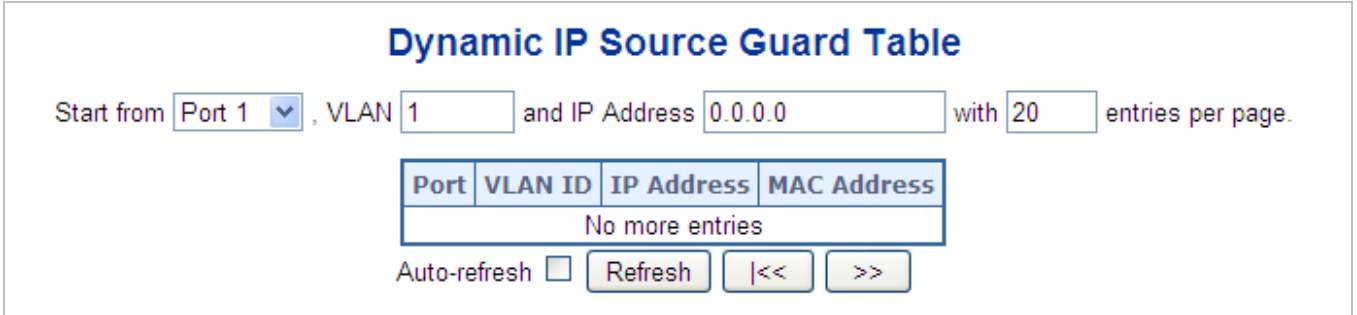 Dynamic IP Source Guard Table
Start from Port 1 , VLAN 1 and IP Address 0.0.0.0 with 20 entries per page.
Port VLAN ID IP Address MAC Address
No more entries
Auto-refresh Refresh |<< >>